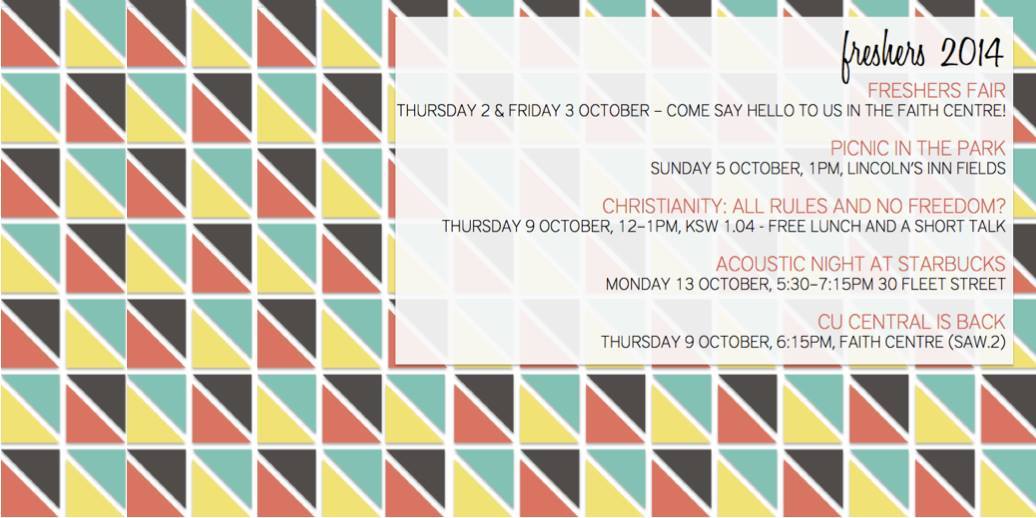 freshers 2014
FRESHERS FAIR
THURSDAY 2 & FRIDAY 3 OCTOBER – COME SAY HELLO TO US IN THE FAITH CENTRE!
PICNIC IN THE PARK
SUNDAY 5 OCTOBER, 1PM, LINCOLN'S INN FIELDS
CHRISTIANITY: ALL RULES AND NO FREEDOM?
THURSDAY 9 OCTOBER, 12–1PM, KSW 1.04 - FREE LUNCH AND A SHORT TALK
ACOUSTIC NIGHT AT STARBUCKS
MONDAY 13 OCTOBER, 5:30–7:15PM 30 FLEET STREET
CU CENTRAL IS BACK
THURSDAY 9 OCTOBER, 6:15PM, FAITH CENTRE (SAW.2)